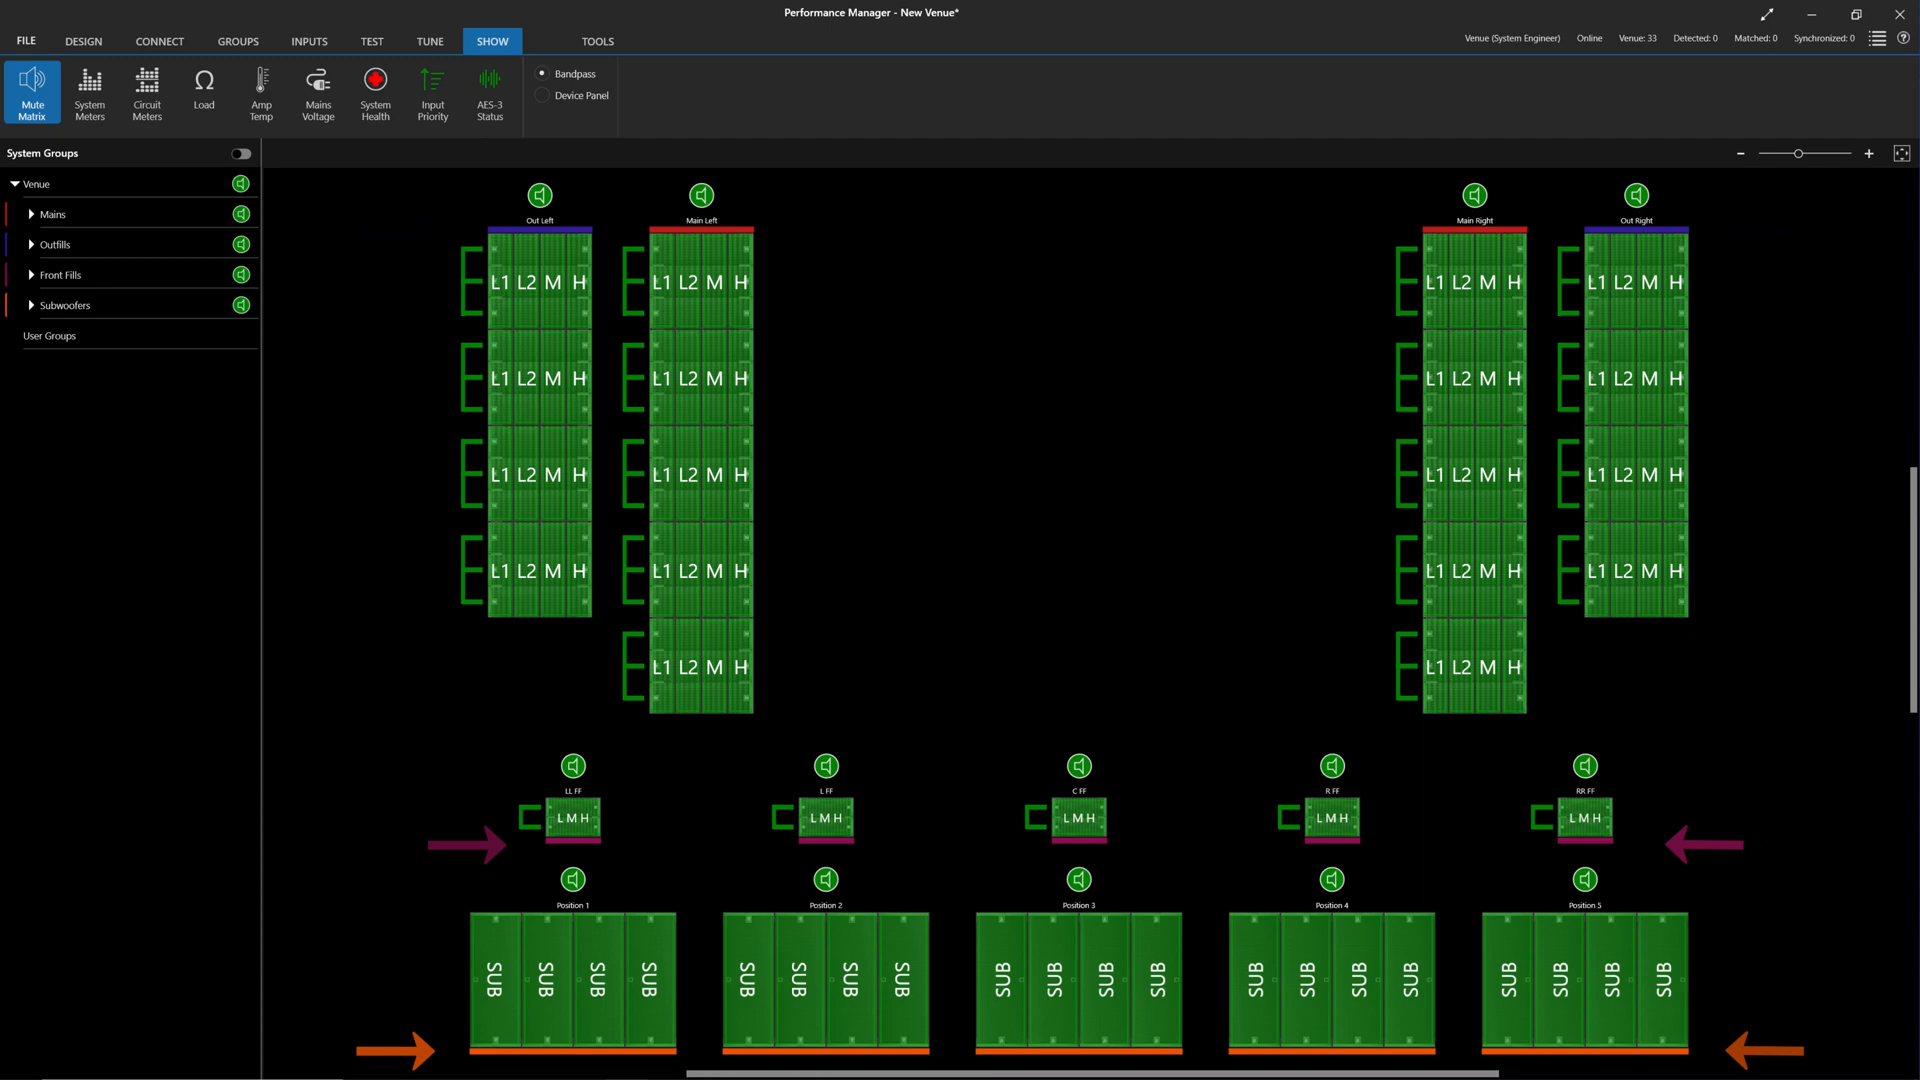 Performance Manager - New Venue*
FILE DESIGN CONNECT GROUPS INPUTS TEST TUNE SHOW TOOLS
Venue (System Engineer) Online Venue: 33 Detected: 0 Matched: 0 Synchronized: 0
Mute Matrix
System Meters
Circuit Meters
Load
Amp Temp
Mains Voltage
System Health
Input Priority
AES-3 Status
Bandpass
Device Panel
System Groups
Venue
Mains
Outfills
Front Fills
Subwoofers
User Groups
Out Left Main Left Main Right Out Right
L1 L2 M H L1 L2 M H L1 L2 M H L1 L2 M H
L1 L2 M H L1 L2 M H L1 L2 M H L1 L2 M H
L1 L2 M H L1 L2 M H L1 L2 M H L1 L2 M H
L1 L2 M H L1 L2 M H L1 L2 M H L1 L2 M H
L1 L2 M H L1 L2 M H
LL FF L FF C FF R FF RR FF
L M H L M H L M H L M H L M H
Position 1 Position 2 Position 3 Position 4 Position 5
SUB SUB SUB SUB SUB SUB SUB SUB SUB SUB SUB SUB SUB SUB SUB SUB SUB SUB SUB SUB